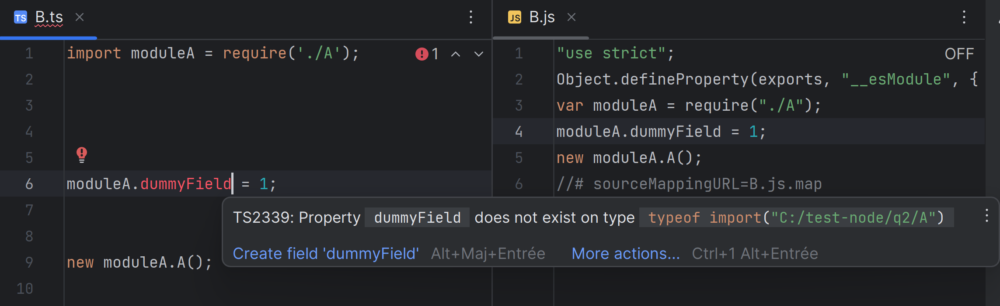 TS B.ts
1 import moduleA = require('./A'); 1
2
3
4
5
6 moduleA.dummyField = 1;
7
8
9 new moduleA.A();
10
JS B.js
1 "use strict"; OFF
2 Object.defineProperty(exports, "__esModule", {
3 var moduleA = require("./A");
4 moduleA.dummyField = 1;
5 new moduleA.A();
6 //# sourceMappingURL=B.js.map
TS2339: Property dummyField does not exist on type typeof import("C:/test-node/q2/A")
Create field 'dummyField' Alt+Maj+Entrée More actions... Ctrl+1 Alt+Entrée